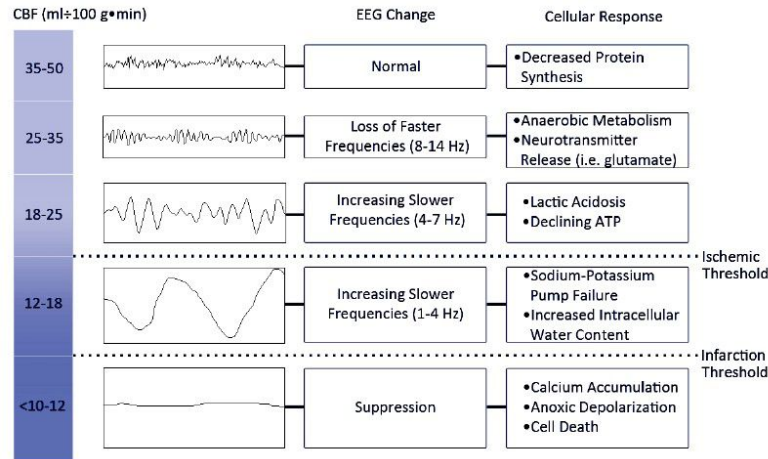 CBF (ml÷100 g•min)
EEG Change
Cellular Response
35-50
Normal
•Decreased Protein
Synthesis
25-35
Loss of Faster
Frequencies (8-14 Hz)
•Anaerobic Metabolism
•Neurotransmitter
Release (i.e. glutamate)
18-25
Increasing Slower
Frequencies (4-7 Hz)
•Lactic Acidosis
•Declining ATP
Ischemic
Threshold
12-18
Increasing Slower
Frequencies (1-4 Hz)
•Sodium-Potassium
Pump Failure
•Increased Intracellular
Water Content
Infarction
Threshold
<10-12
Suppression
•Calcium Accumulation
•Anoxic Depolarization
•Cell Death